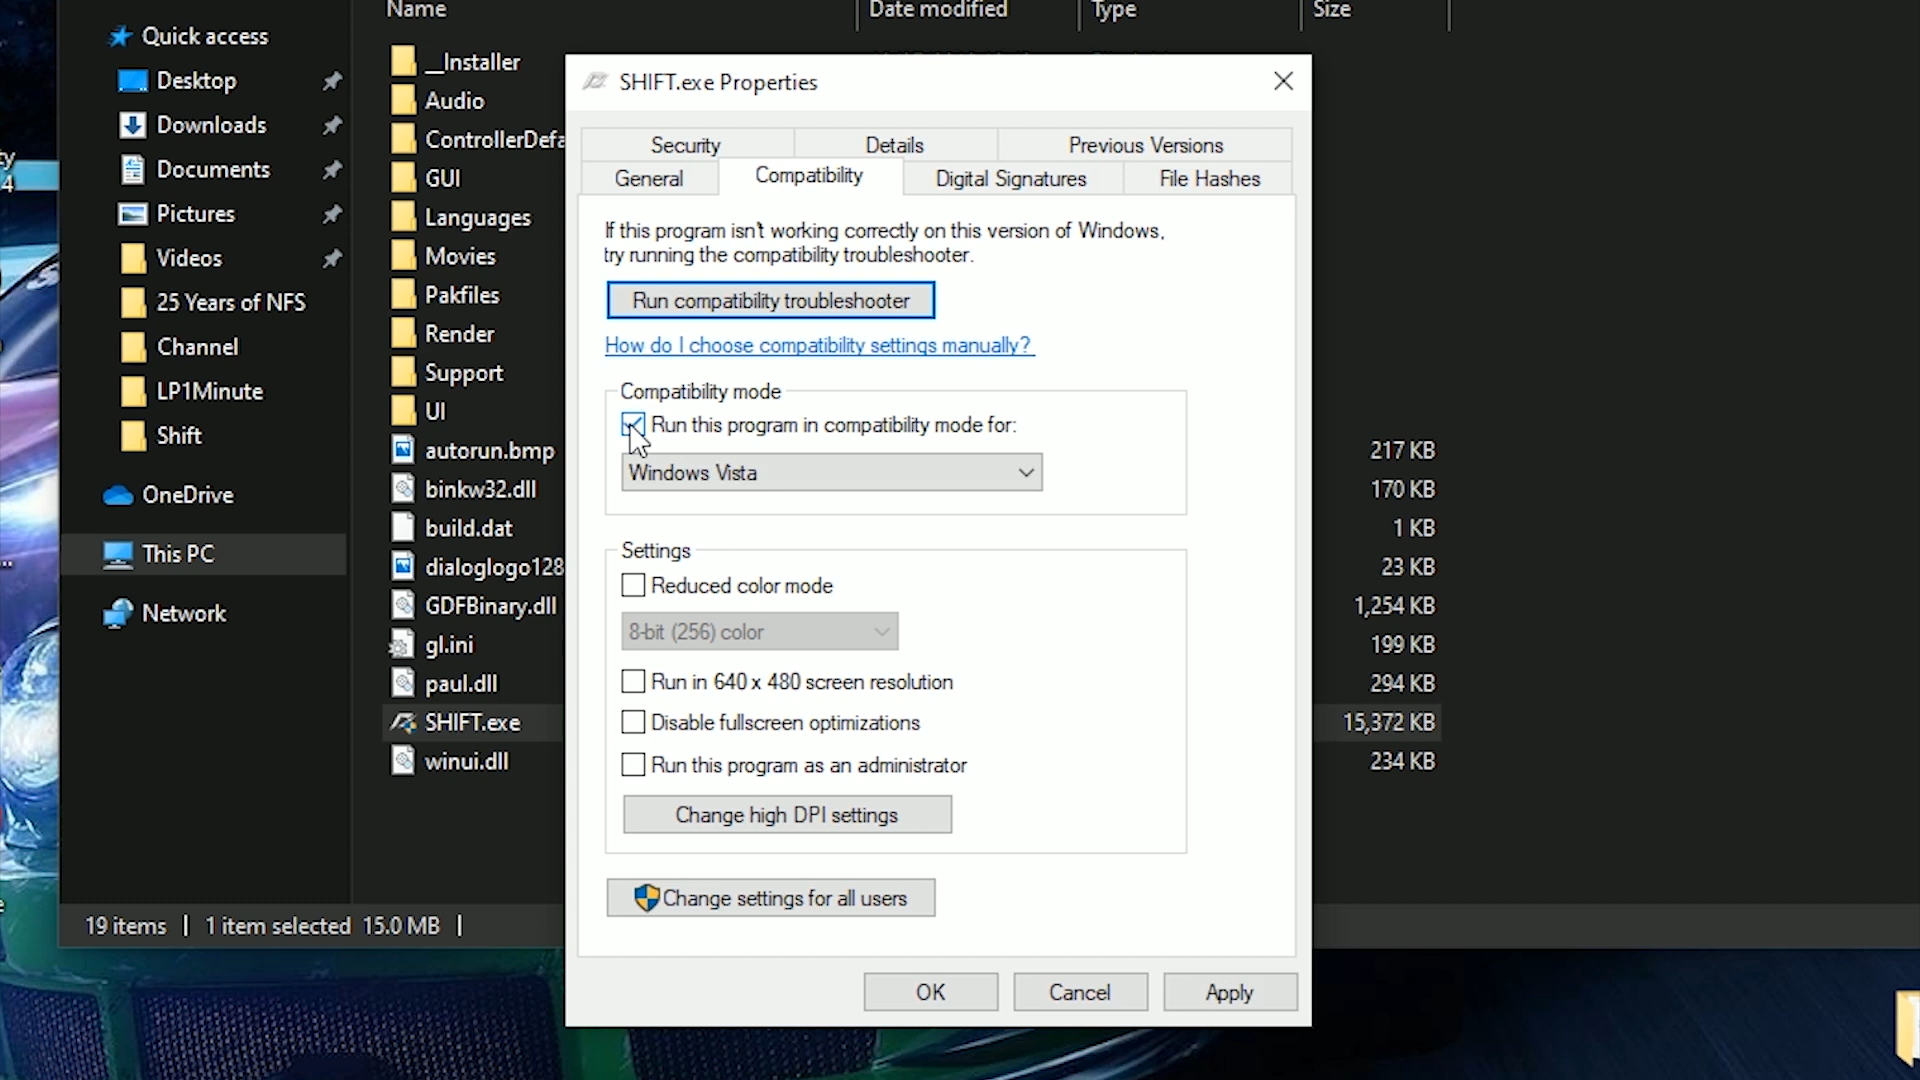 Name
Date modified
Type
Size
Quick access
Desktop
Downloads
Documents
Pictures
Videos
25 Years of NFS
Channel
LP1Minute
Shift
OneDrive
This PC
Network
__Installer
Audio
ControllerDefa
GUI
Languages
Movies
Pakfiles
Render
Support
UI
autorun.bmp
217 KB
binkw32.dll
170 KB
build.dat
1 KB
dialoglogo128
23 KB
GDFBinary.dll
1,254 KB
gl.ini
199 KB
paul.dll
294 KB
SHIFT.exe
15,372 KB
winui.dll
234 KB
19 items
1 item selected 15.0 MB
SHIFT.exe Properties
Security
Details
Previous Versions
General
Compatibility
Digital Signatures
File Hashes
If this program isn't working correctly on this version of Windows,
try running the compatibility troubleshooter.
Run compatibility troubleshooter
How do I choose compatibility settings manually?
Compatibility mode
Run this program in compatibility mode for:
Windows Vista
Settings
Reduced color mode
8-bit (256) color
Run in 640 x 480 screen resolution
Disable fullscreen optimizations
Run this program as an administrator
Change high DPI settings
Change settings for all users
OK
Cancel
Apply